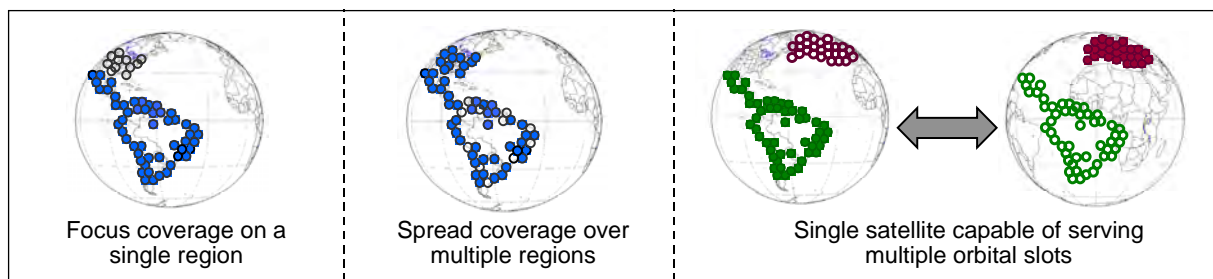 Focus coverage on a
single region
Spread coverage over
multiple regions
Single satellite capable of serving
multiple orbital slots